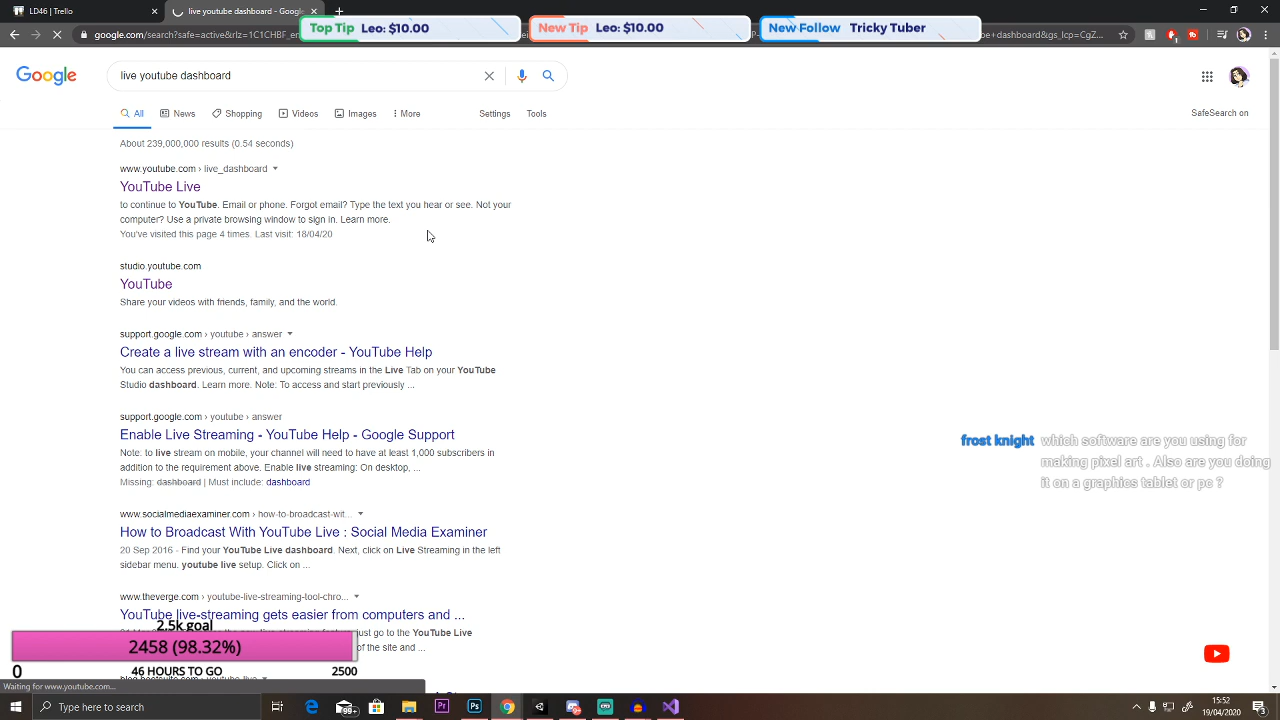 LD46 | Trello
live youtube dashboard - Google
Top Tip Leo: $10.00
New Tip Leo: $10.00
New Follow Tricky Tuber
Google
live youtube dashboard
All
News
Shopping
Videos
Images
More
Settings
Tools
SafeSearch on
About 239,000,000 results (0.54 seconds)
www.youtube.com › live_dashboard
YouTube Live
to continue to YouTube. Email or phone. Forgot email? Type the text you hear or see. Not your
computer? Use a private browsing window to sign in. Learn more.
You've visited this page 4 times. Last visit: 18/04/20
studio.youtube.com
YouTube
Share your videos with friends, family, and the world.
support.google.com › youtube › answer
Create a live stream with an encoder - YouTube Help
You can access previous, current, and upcoming streams in the Live Tab on your YouTube
Studio dashboard. Learn more. Note: To access and start previously ...
support.google.com › youtube › answer
Enable Live Streaming - YouTube Help - Google Support
Note: to live stream on mobile, your channel will need to have at least 1,000 subscribers in
addition to the requirement above. Enable live streaming: On desktop, ...
Missing: dashboard | Must include: dashboard
frost knight which software are you using for
making pixel art . Also are you doing
it on a graphics tablet or pc ?
www.socialmediaexaminer.com › how-to-broadcast-wit...
How to Broadcast With YouTube Live : Social Media Examiner
20 Sep 2016 - Find your YouTube Live dashboard. Next, click on Live Streaming in the left
sidebar menu. youtube live setup. Click on ...
www.theverge.com › youtube-live-streaming-tool-chro...
YouTube live-streaming gets easier from computers and ...
just go to the YouTube Live
of the site and ...
2.5k goal
2458 (98.32%)
0
46 HOURS TO GO
2500
Waiting for www.youtube.com...
Type here to search
15:52
19/04/2020